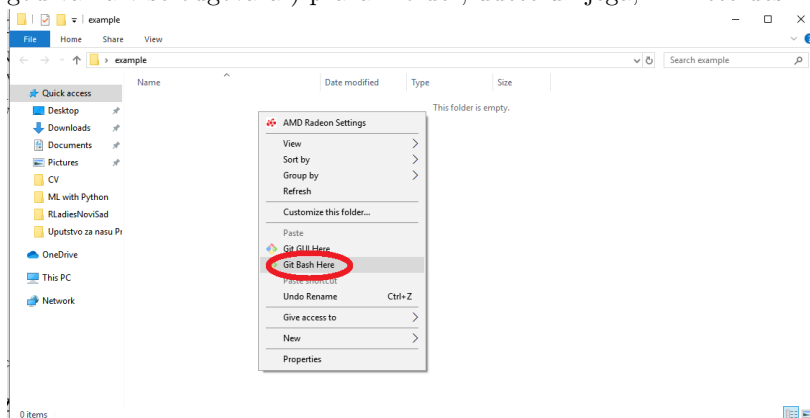 example
File Home Share View
example
Search example
Name Date modified Type Size
This folder is empty.
Quick access
Desktop
Downloads
Documents
Pictures
CV
ML with Python
RLadiesNoviSad
Uputstvo za nasu Pr
OneDrive
This PC
Network
AMD Radeon Settings
View
Sort by
Group by
Refresh
Customize this folder...
Paste
Git GUI Here
Git Bash Here
Paste shortcut
Undo Rename Ctrl+Z
Give access to
New
Properties
0 items